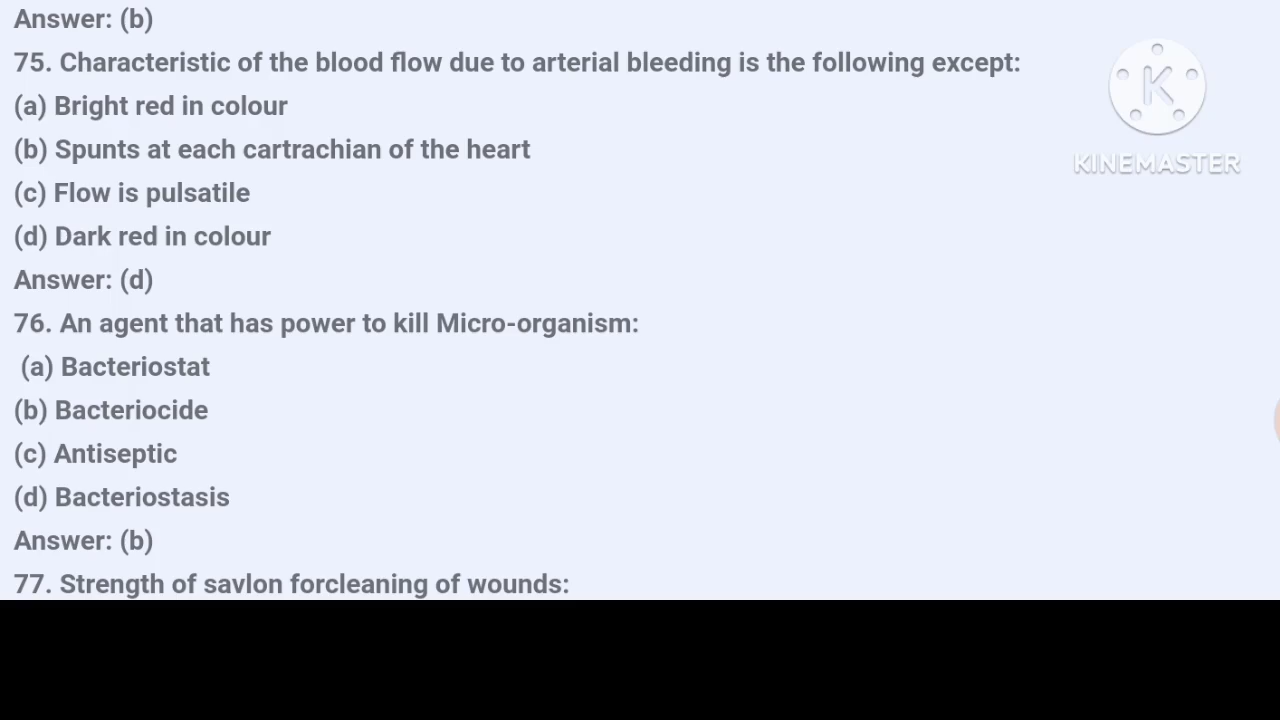 Answer: (b)
75. Characteristic of the blood flow due to arterial bleeding is the following except:
(a) Bright red in colour
(b) Spunts at each cartrachian of the heart
(c) Flow is pulsatile
(d) Dark red in colour
Answer: (d)
76. An agent that has power to kill Micro-organism:
(a) Bacteriostat
(b) Bacteriocide
(c) Antiseptic
(d) Bacteriostasis
Answer: (b)
77. Strength of savlon forcleaning of wounds:
K
KINEMASTER